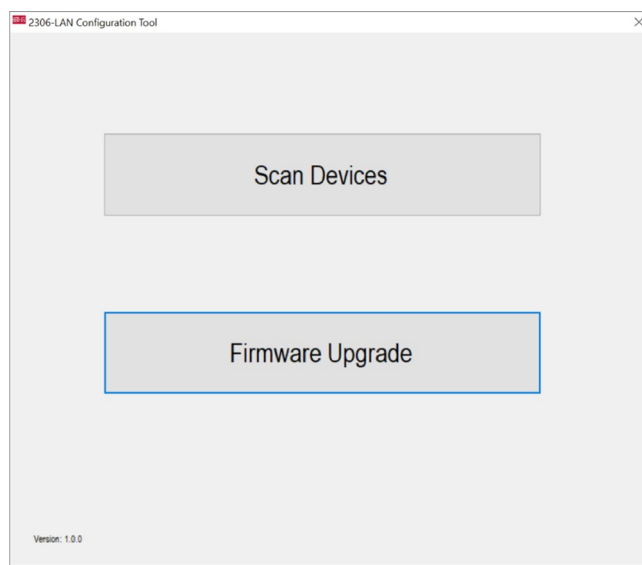 2306-LAN Configuration Tool
Scan Devices
Firmware Upgrade
Version: 1.0.0